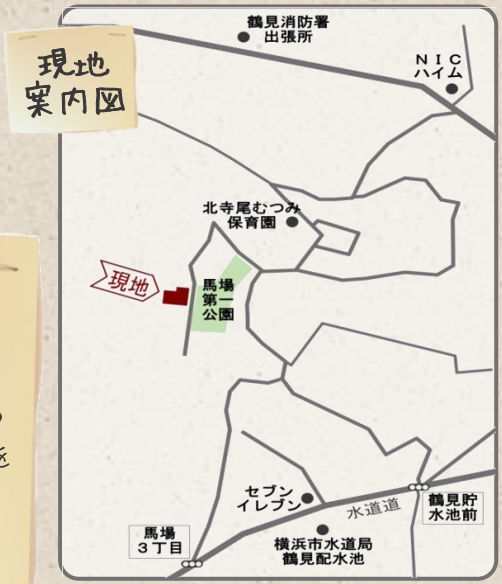 現地
案内図
鶴見消防署
出張所
NIC
ハイム
北寺尾むつみ
保育園
現地
馬場
第一
公園
を
セブン
イレブン
水道道
鶴見貯
水池前
馬場
3丁目
横浜市水道局
鶴見配水池